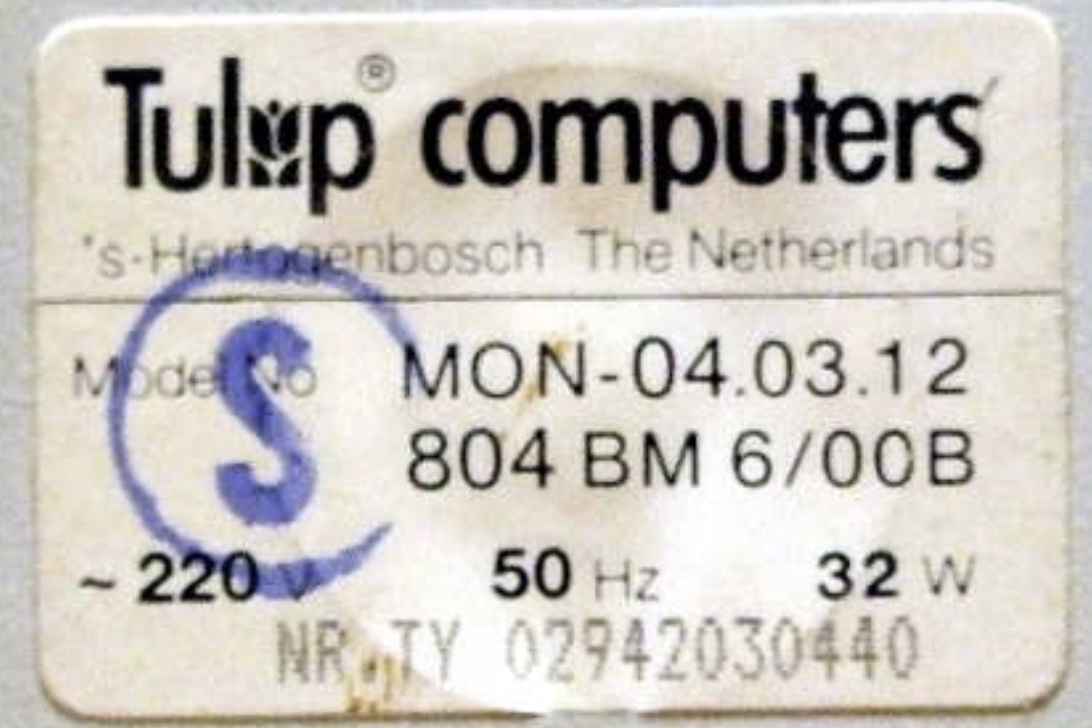 Tulip® computers
's-Hertogenbosch The Netherlands
Model No MON-04.03.12
804 BM 6/00B
~ 220 V 50 Hz 32 W
NR.TY 02942030440
S